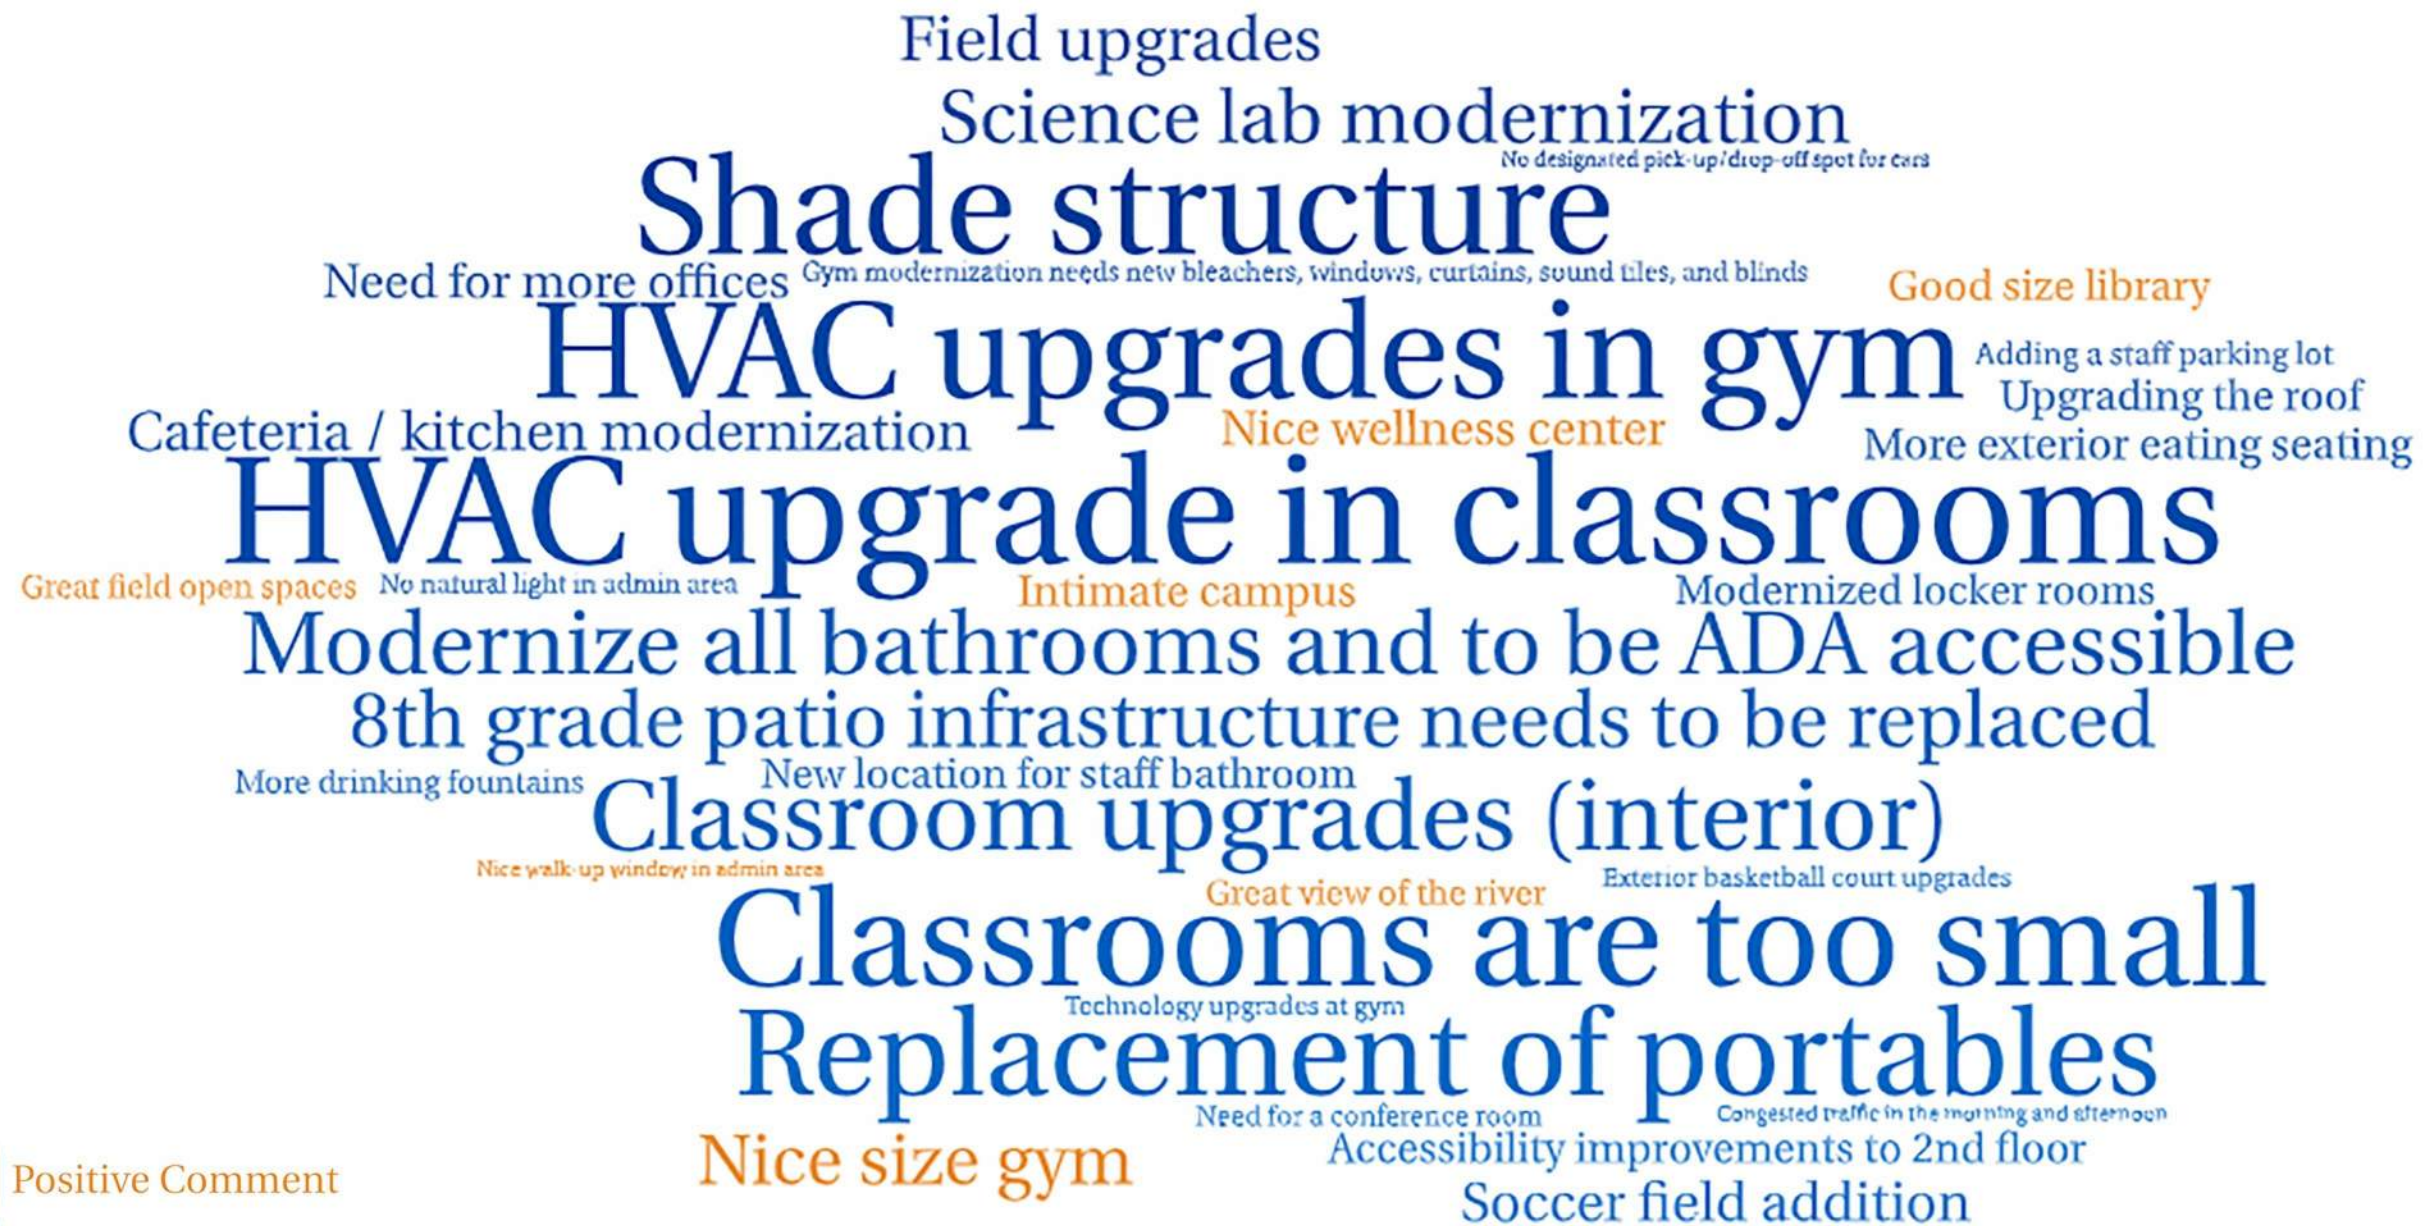 Field upgrades
Science lab modernization
No designated pick-up/drop-off spot for cars
Shade structure
Need for more offices
Gym modernization needs new bleachers, windows, curtains, sound tiles, and blinds
Good size library
HVAC upgrades in gym
Adding a staff parking lot
Upgrading the roof
Cafeteria / kitchen modernization
Nice wellness center
More exterior eating seating
HVAC upgrade in classrooms
Great field open spaces
No natural light in admin area
Intimate campus
Modernized locker rooms
Modernize all bathrooms and to be ADA accessible
8th grade patio infrastructure needs to be replaced
More drinking fountains
New location for staff bathroom
Classroom upgrades (interior)
Nice walk-up window in admin area
Great view of the river
Exterior basketball court upgrades
Classrooms are too small
Technology upgrades at gym
Replacement of portables
Need for a conference room
Congested traffic in the morning and afternoon
Nice size gym
Accessibility improvements to 2nd floor
Positive Comment
Soccer field addition